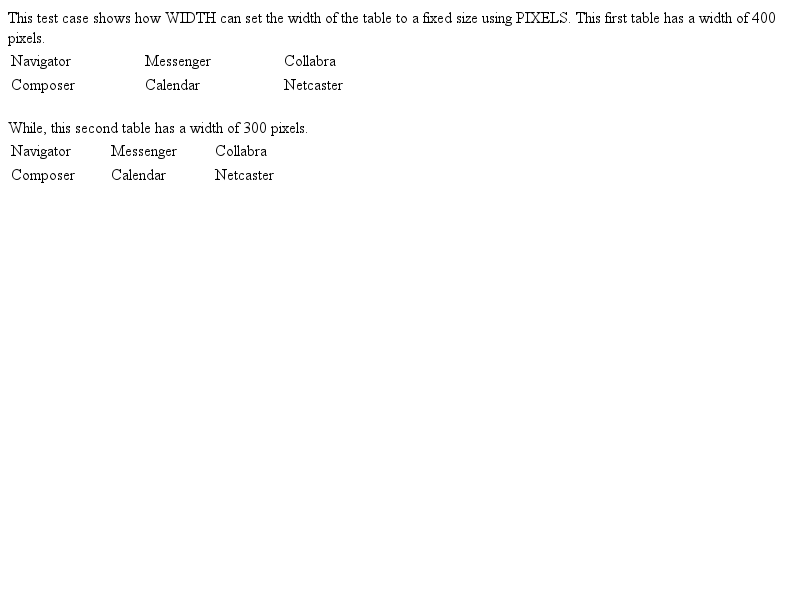 This test case shows how WIDTH can set the width of the table to a fixed size using PIXELS. This first table has a width of 400
pixels.
Navigator Messenger Collabra
Composer Calendar Netcaster
While, this second table has a width of 300 pixels.
Navigator Messenger Collabra
Composer Calendar Netcaster